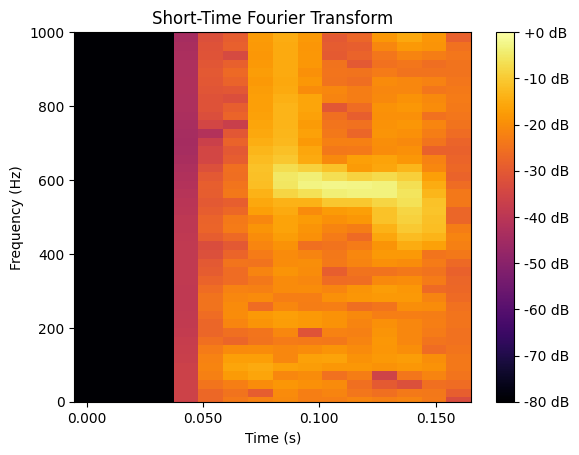 Short-Time Fourier Transform
Frequency (Hz)
1000
800
600
400
200
0
0.000
0.050
0.100
0.150
Time (s)
+0 dB
-10 dB
-20 dB
-30 dB
-40 dB
-50 dB
-60 dB
-70 dB
-80 dB